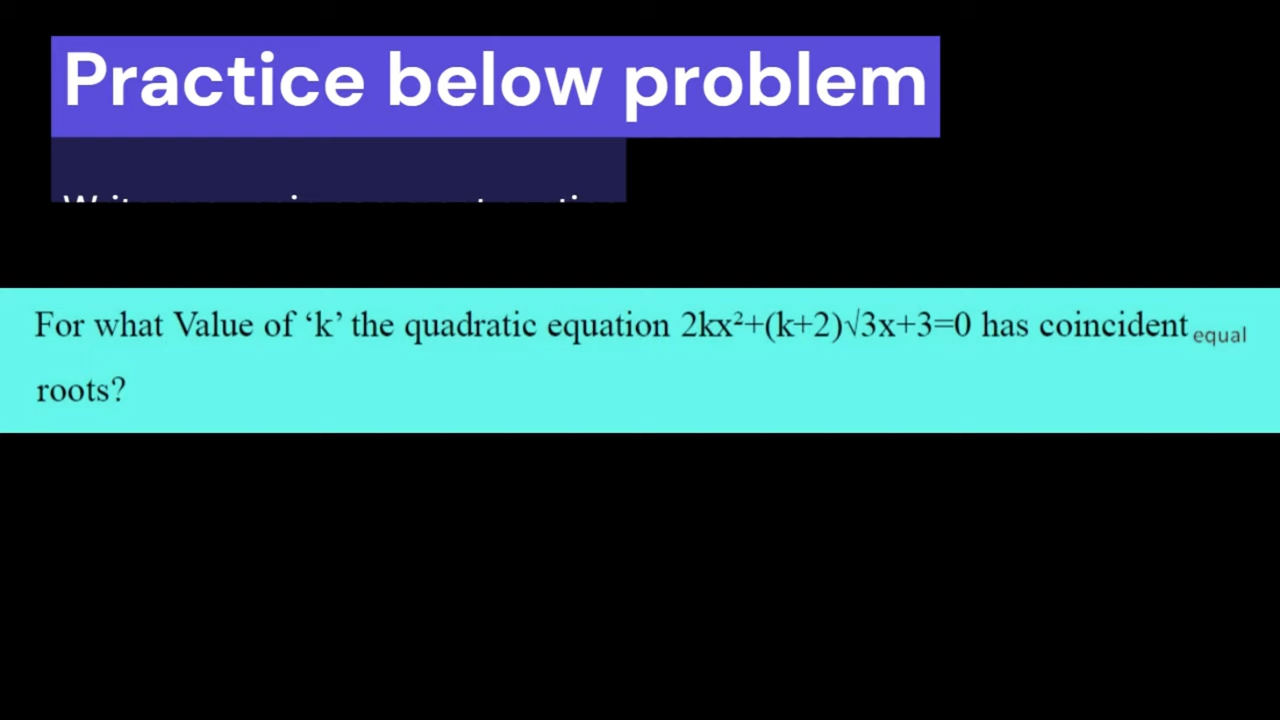 Practice below problem
For what Value of ‘k’ the quadratic equation 2kx²+(k+2)√3x+3=0 has coincident equal
roots?